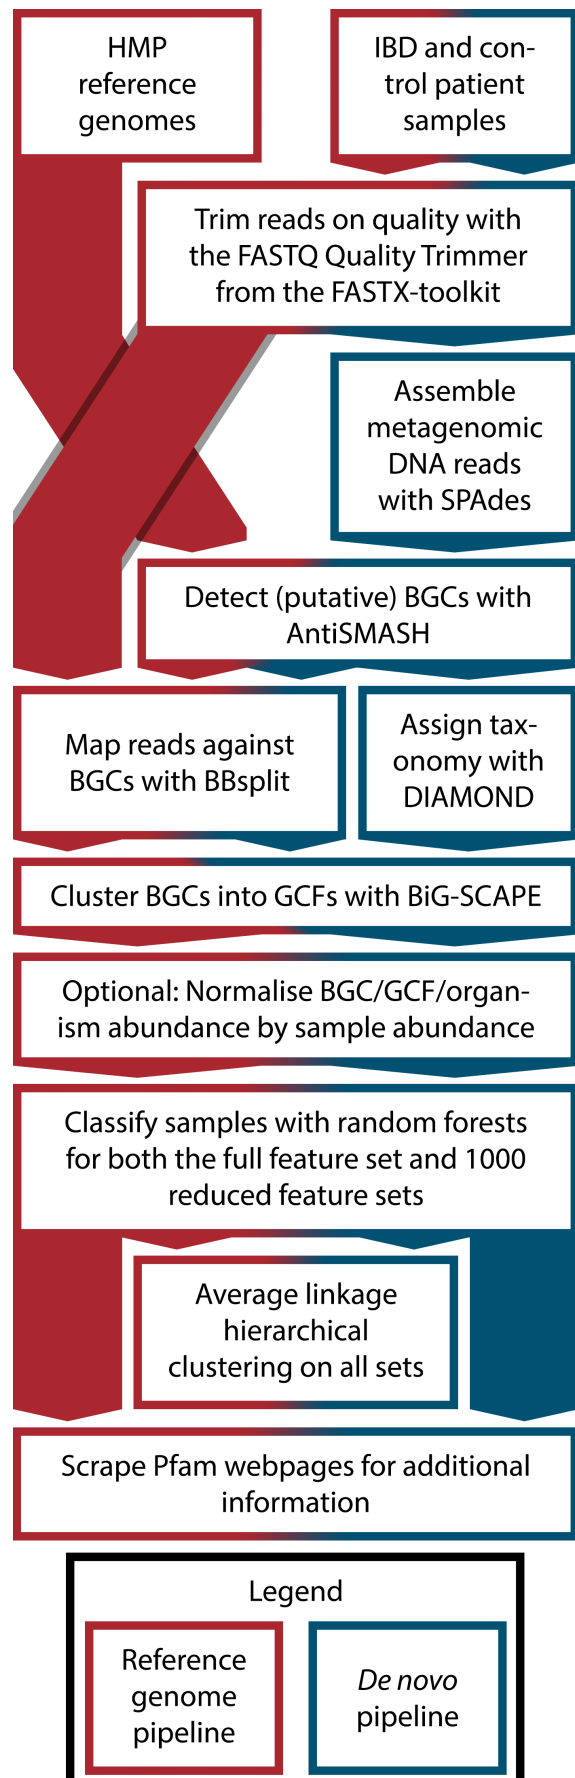 HMP
reference
genomes
IBD and con-
trol patient
samples
Trim reads on quality with
the FASTQ Quality Trimmer
from the FASTX-toolkit
Assemble
metagenomic
DNA reads
with SPAdes
Detect (putative) BGCs with
AntiSMASH
Map reads against
BGCs with BBsplit
Assign tax-
onomy with
DIAMOND
Cluster BGCs into GCFs with BiG-SCAPE
Optional: Normalise BGC/GCF/organ-
ism abundance by sample abundance
Classify samples with random forests
for both the full feature set and 1000
reduced feature sets
Average linkage
hierarchical
clustering on all sets
Scrape Pfam webpages for additional
information
Legend
Reference
genome
pipeline
De novo
pipeline